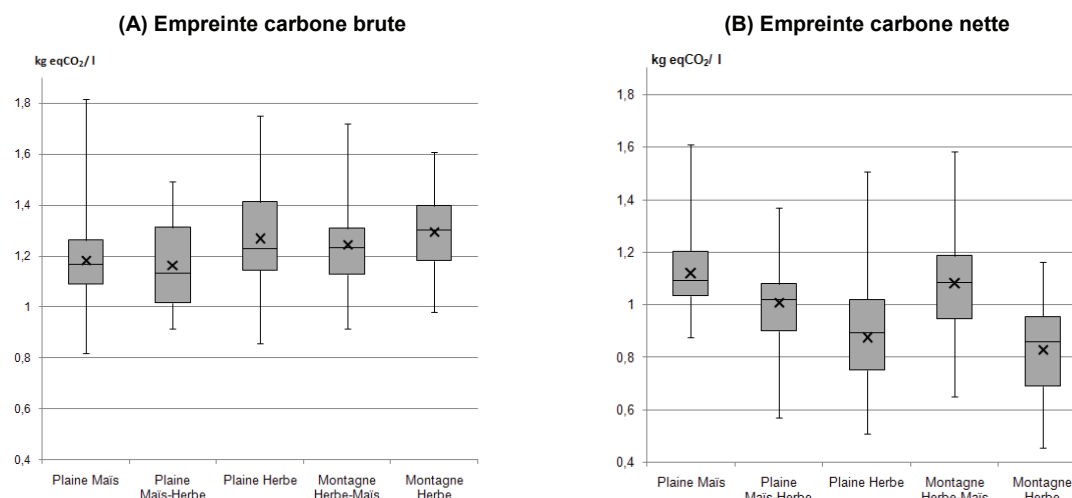 (A) Empreinte carbone brute
kg eqCO₂/ l
1,8
1,6
1,4
1,2
1
0,8
0,6
0,4
Plaine Maïs
Plaine
Maïs-Herbe
Plaine Herbe
Montagne
Herbe-Maïs
Montagne
Herbe
(B) Empreinte carbone nette
kg eqCO₂/ l
1,8
1,6
1,4
1,2
1
0,8
0,6
0,4
Plaine Maïs
Plaine
Maïs-Herbe
Plaine Herbe
Montagne
Herbe-Maïs
Montagne
Herbe